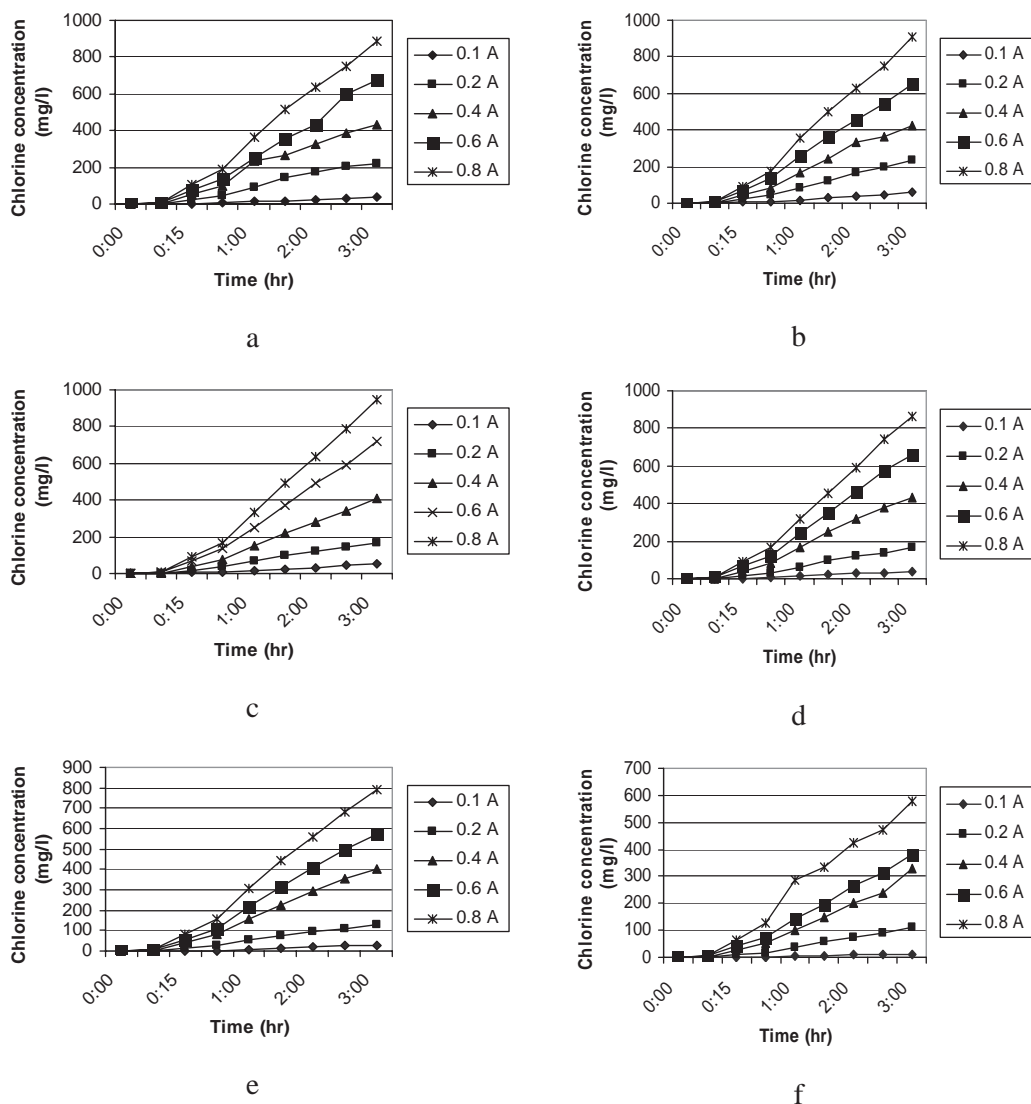 Chlorine concentration
(mg/l)
1000
800
600
400
200
0
0:00
0:15
1:00
2:00
3:00
Time (hr)
0.1 A
0.2 A
0.4 A
0.6 A
0.8 A
a
Chlorine concentration
(mg/l)
1000
800
600
400
200
0
0:00
0:15
1:00
2:00
3:00
Time (hr)
0.1 A
0.2 A
0.4 A
0.6 A
0.8 A
b
Chlorine concentration
(mg/l)
1000
800
600
400
200
0
0:00
0:15
1:00
2:00
3:00
Time (hr)
0.1 A
0.2 A
0.4 A
0.6 A
0.8 A
c
Chlorine concentration
(mg/l)
1000
800
600
400
200
0
0:00
0:15
1:00
2:00
3:00
Time (hr)
0.1 A
0.2 A
0.4 A
0.6 A
0.8 A
d
Chlorine concentration
(mg/l)
900
800
700
600
500
400
300
200
100
0
0:00
0:15
1:00
2:00
3:00
Time (hr)
0.1 A
0.2 A
0.4 A
0.6 A
0.8 A
e
Chlorine concentration
(mg/l)
700
600
500
400
300
200
100
0
0:00
0:15
1:00
2:00
3:00
Time (hr)
0.1 A
0.2 A
0.4 A
0.6 A
0.8 A
f